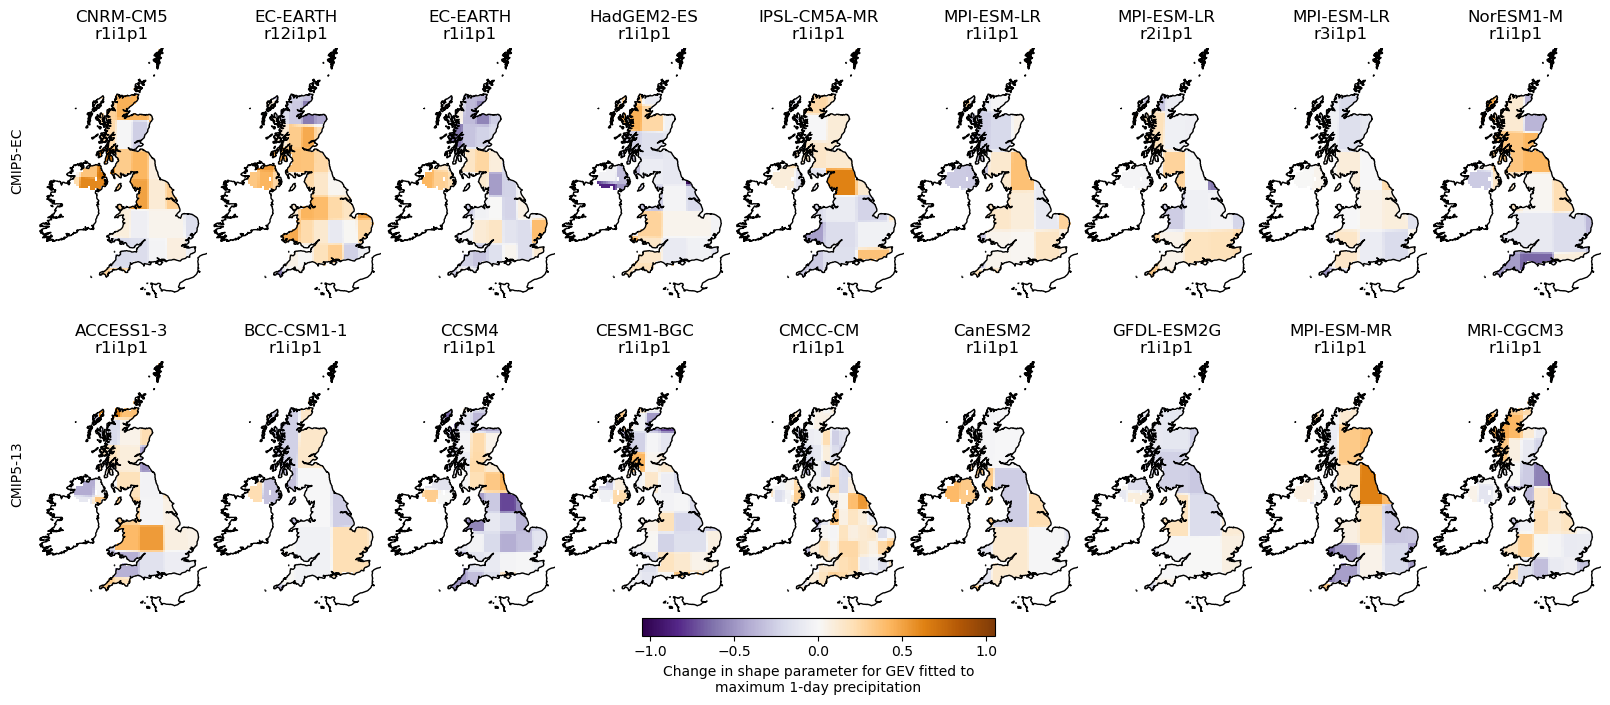 CNRM-CM5 EC-EARTH EC-EARTH HadGEM2-ES IPSL-CM5A-MR MPI-ESM-LR MPI-ESM-LR MPI-ESM-LR NorESM1-M
r1i1p1 r12i1p1 r1i1p1 r1i1p1 r1i1p1 r1i1p1 r2i1p1 r3i1p1 r1i1p1
CMIP5-EC
ACCESS1-3 BCC-CSM1-1 CCSM4 CESM1-BGC CMCC-CM CanESM2 GFDL-ESM2G MPI-ESM-MR MRI-CGCM3
r1i1p1 r1i1p1 r1i1p1 r1i1p1 r1i1p1 r1i1p1 r1i1p1 r1i1p1 r1i1p1
CMIP5-13
−1.0 −0.5 0.0 0.5 1.0
Change in shape parameter for GEV fitted to
maximum 1-day precipitation